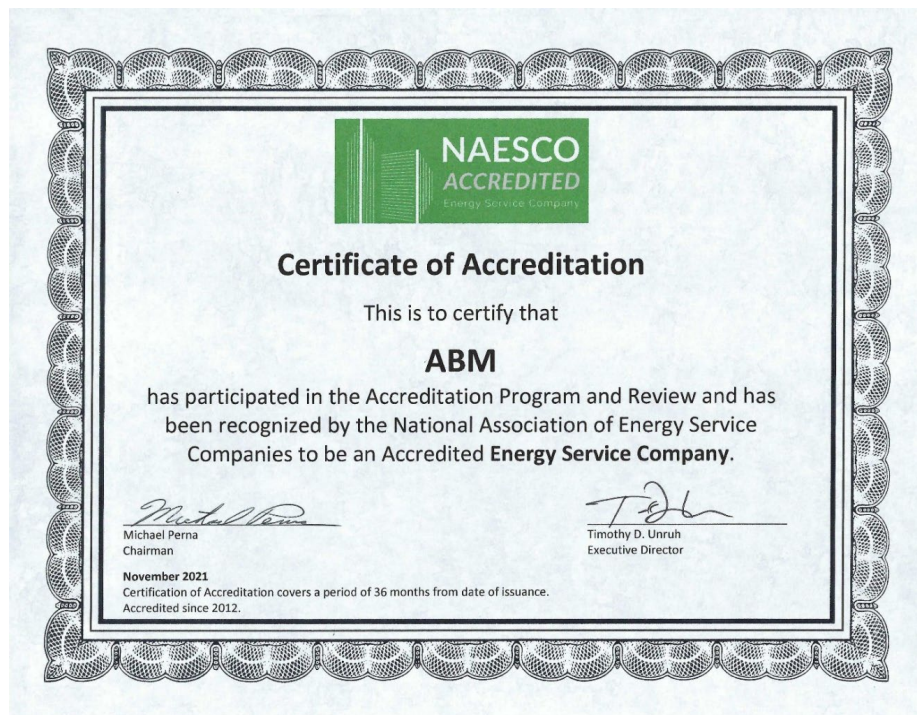 NAESCO
ACCREDITED
Energy Service Company
Certificate of Accreditation
This is to certify that
ABM
has participated in the Accreditation Program and Review and has
been recognized by the National Association of Energy Service
Companies to be an Accredited Energy Service Company.
Michael Perna
Michael Perna
Chairman
Timothy D. Unruh
Executive Director
November 2021
Certification of Accreditation covers a period of 36 months from date of issuance.
Accredited since 2012.